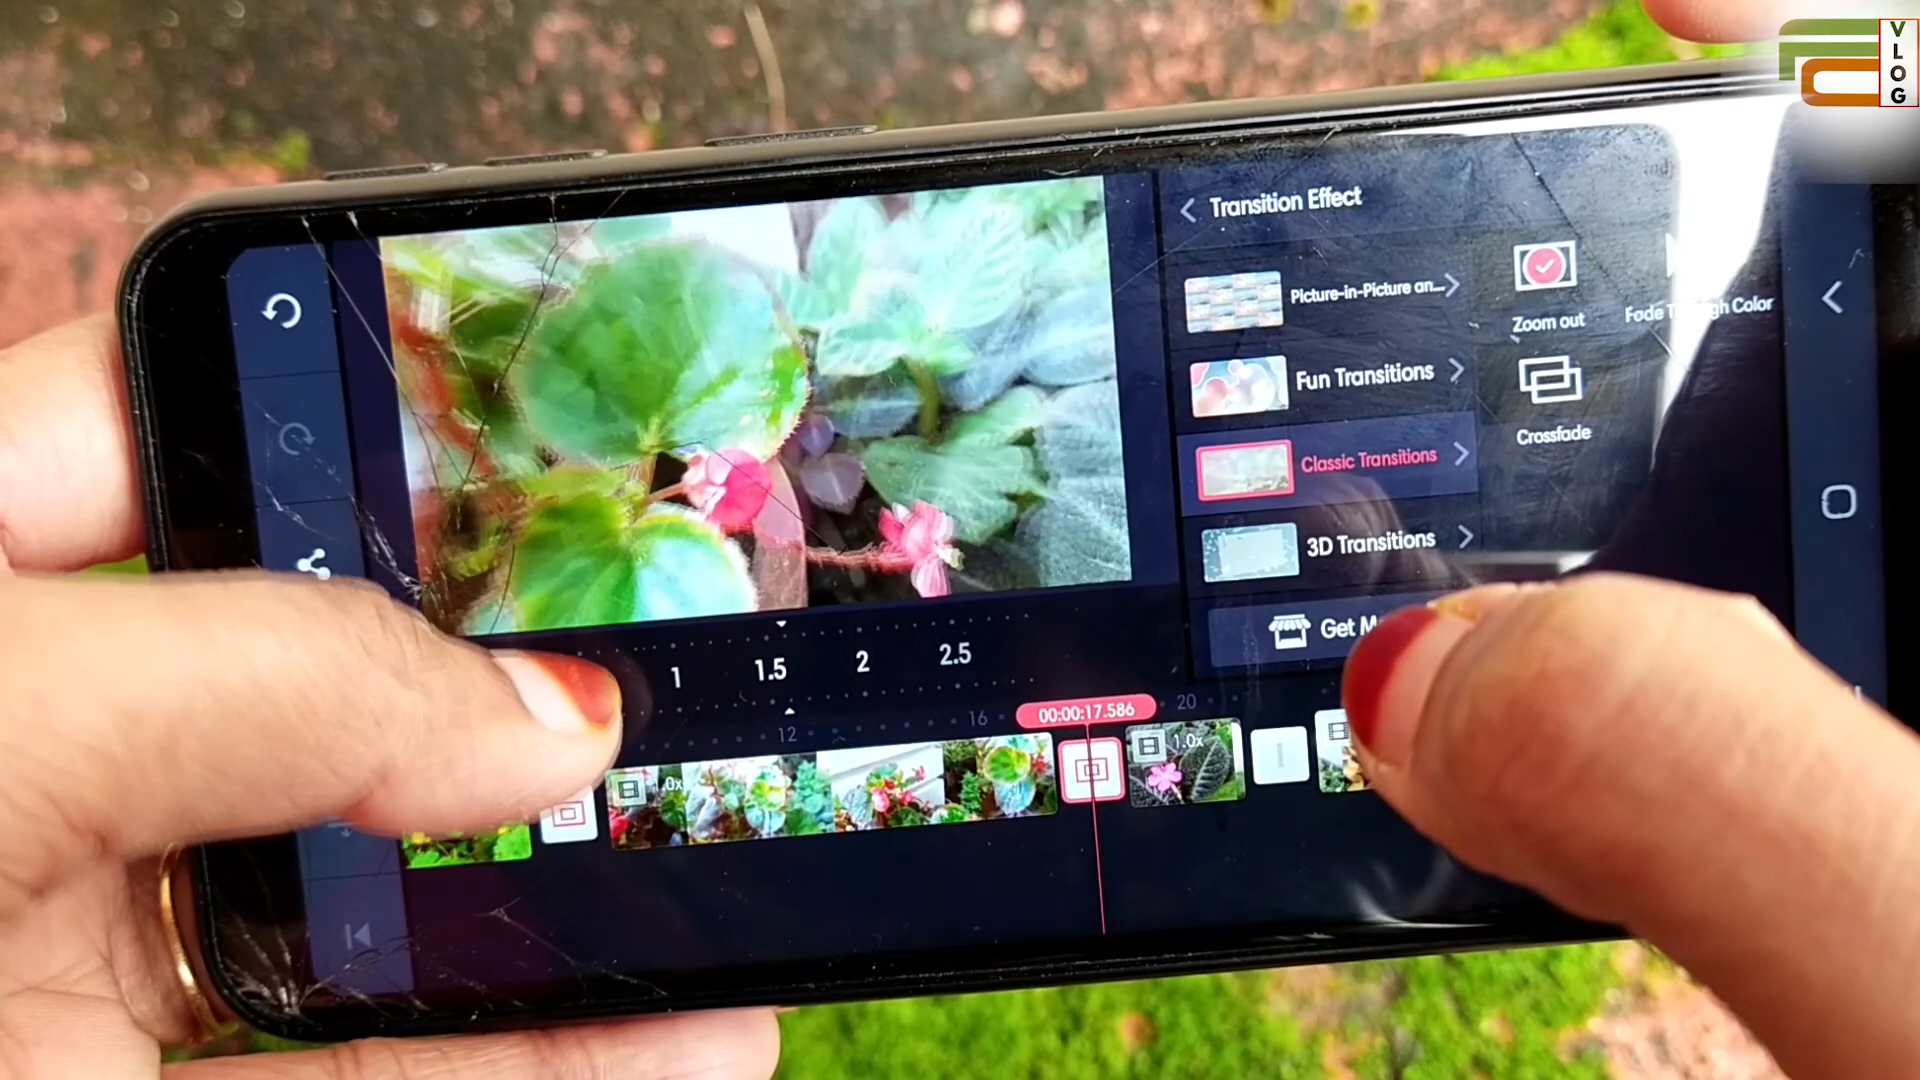 VLOG
Transition Effect
Picture-in-Picture an...
Zoom out
Color
Fun Transitions
Crossfade
Classic Transitions
3D Transitions
Get
1 1.5 2 2.5
12 16 00:00:17.586 20
1.0x